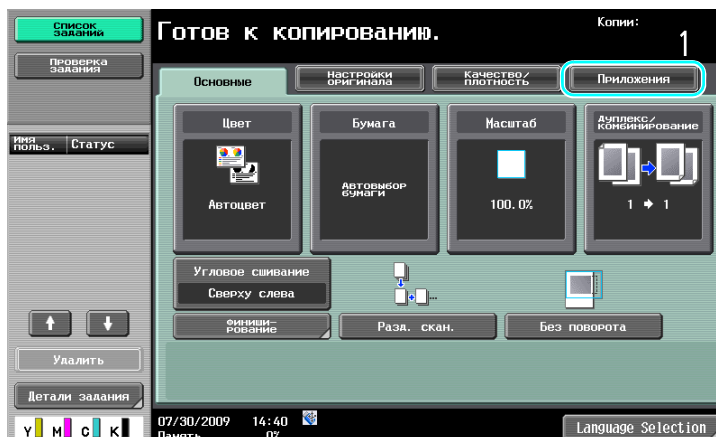 Список
заданий
Готов к копированию.
Копии:
1
Проверка
задания
Основные
Настройки
оригинала
Качество/
плотность
Приложения
Имя
польз.
Статус
Цвет
Бумага
Масштаб
Дуплекс/
комбинирование
Автоцвет
Автовыбор
бумаги
100.0%
1 → 1
Угловое сшивание
Сверху слева
Финиши–
рование
Разд. скан.
Без поворота
Удалить
Детали задания
Y M C K
07/30/2009 14:40
Память 0%
Language Selection